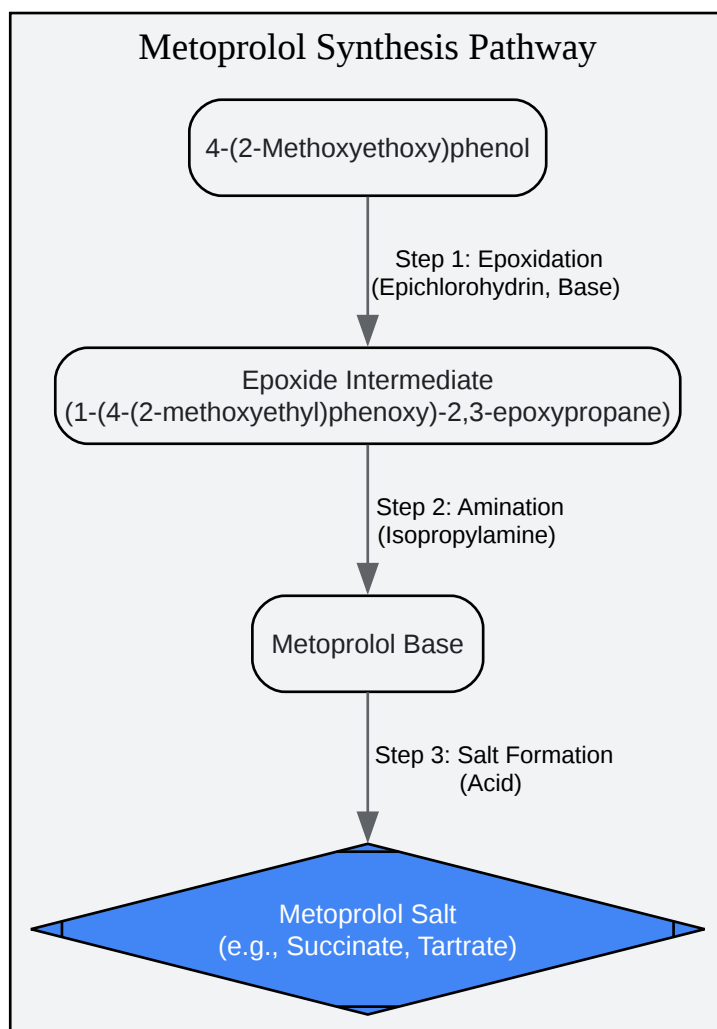 Metoprolol Synthesis Pathway
4-(2-Methoxyethoxy)phenol
Step 1: Epoxidation
(Epichlorohydrin, Base)
Epoxide Intermediate
(1-(4-(2-methoxyethyl)phenoxy)-2,3-epoxypropane)
Step 2: Amination
(Isopropylamine)
Metoprolol Base
Step 3: Salt Formation
(Acid)
Metoprolol Salt
(e.g., Succinate, Tartrate)